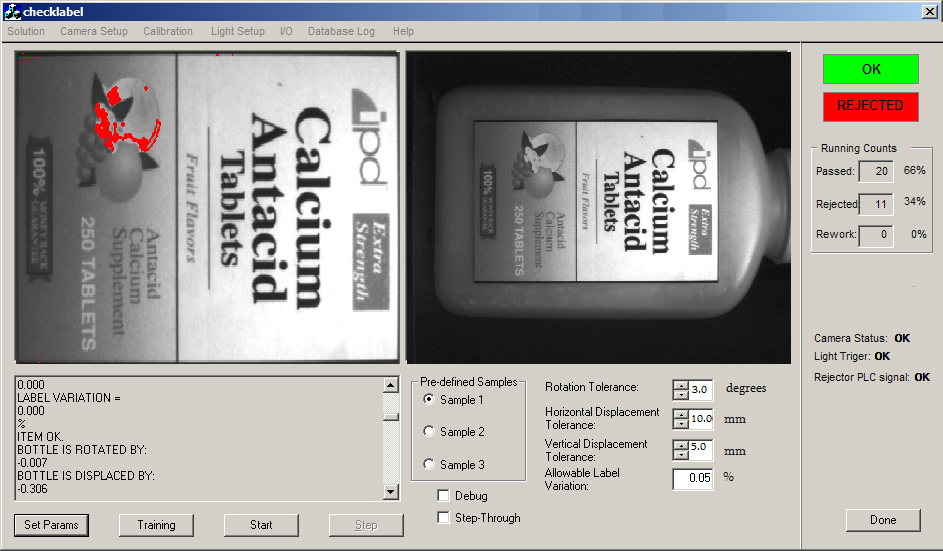 checklabel
Solution Camera Setup Calibration Light Setup I/O Database Log Help
ipd
Calcium
Antacid
Tablets
Extra
Strength
Fruit Flavors
Antacid
Calcium
Supplement
250 TABLETS
100% MONEY BACK
GUARANTEE
ipd
Calcium
Antacid
Tablets
Extra
Strength
Fruit Flavors
Antacid
Calcium
Supplement
250 TABLETS
100%
OK
REJECTED
Running Counts
Passed: 20 66%
Rejected: 11 34%
Rework: 0 0%
Camera Status: OK
Light Triger: OK
Rejector PLC signal: OK
0.000
LABEL VARIATION =
0.000
%
ITEM OK.
BOTTLE IS ROTATED BY:
-0.007
BOTTLE IS DISPLACED BY:
-0.306
Pre-defined Samples
Sample 1
Sample 2
Sample 3
Debug
Step-Through
Rotation Tolerance: 3.0 degrees
Horizontal Displacement
Tolerance: 10.0 mm
Vertical Displacement
Tolerance: 5.0 mm
Allowable Label
Variation: 0.05 %
Set Params Training Start Step
Done